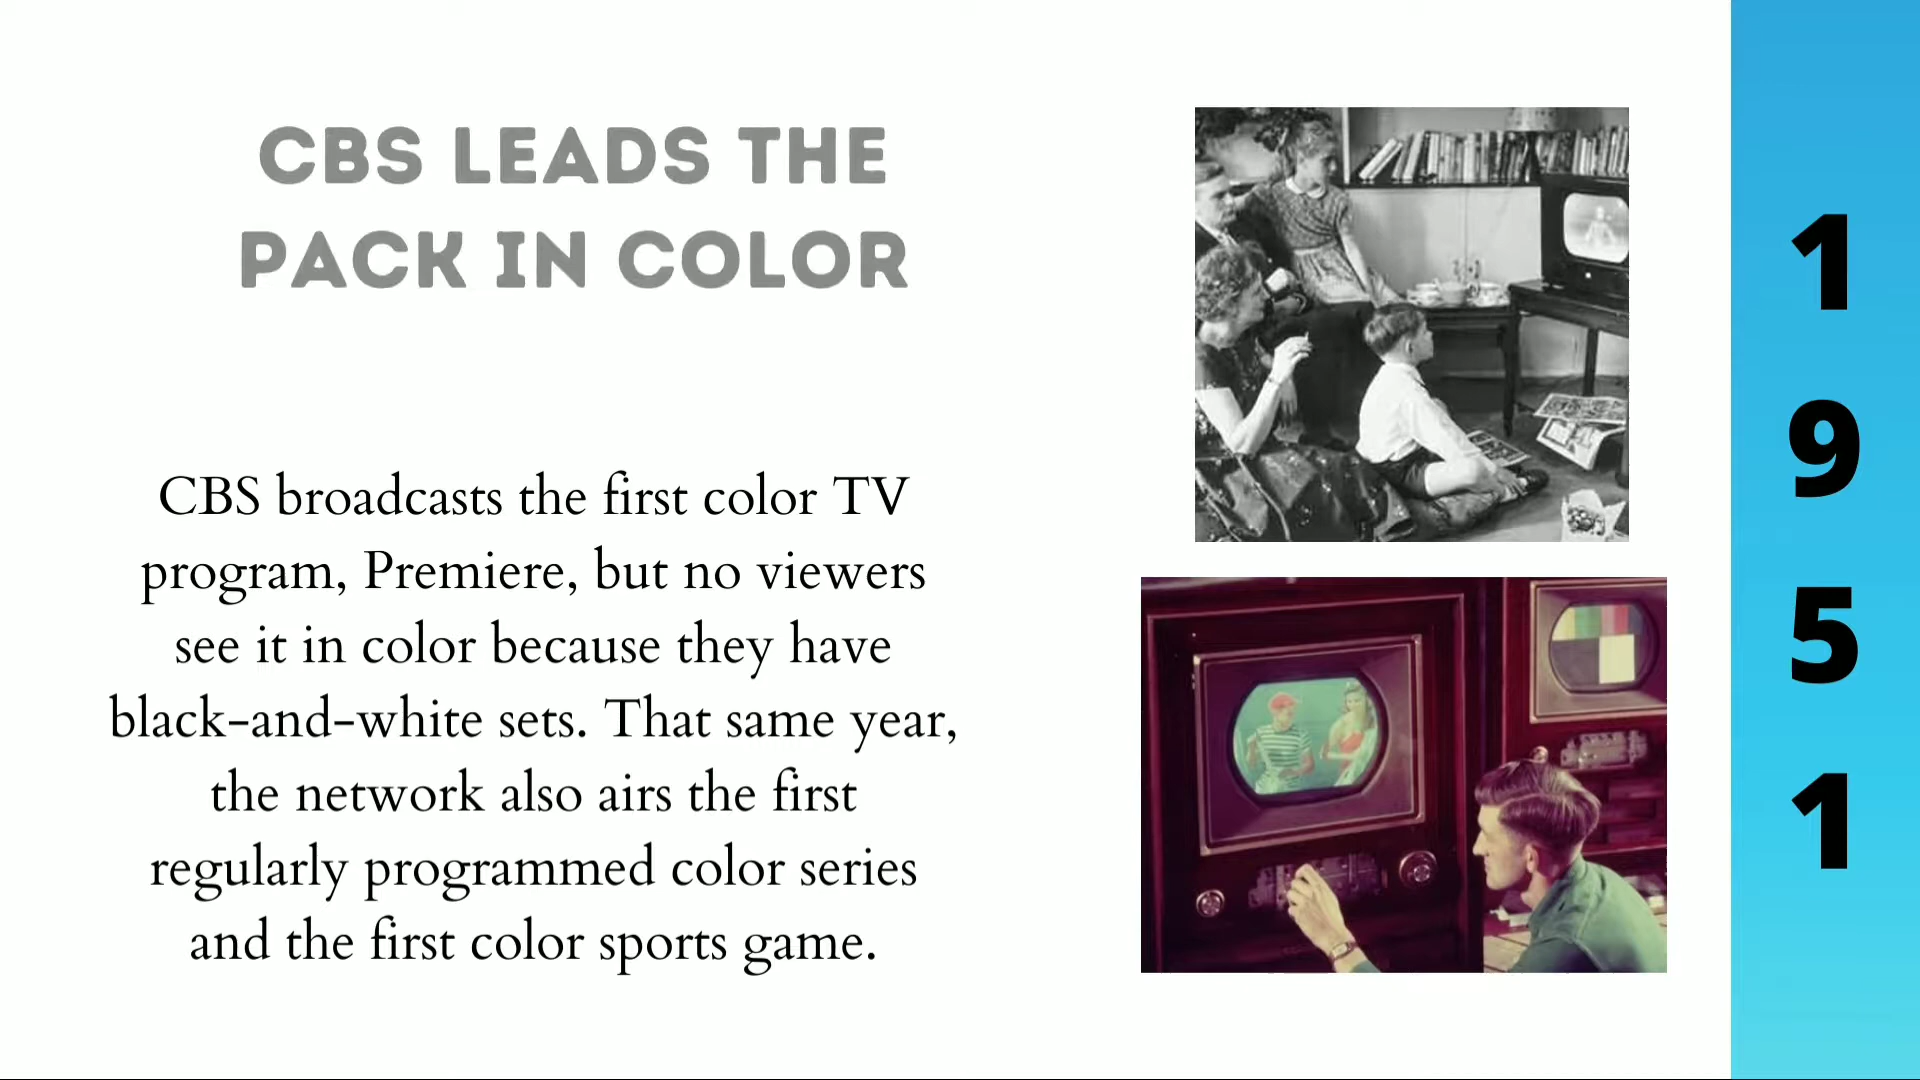 CBS LEADS THE
PACK IN COLOR
CBS broadcasts the first color TV
program, Premiere, but no viewers
see it in color because they have
black-and-white sets. That same year,
the network also airs the first
regularly programmed color series
and the first color sports game.
1
9
5
1